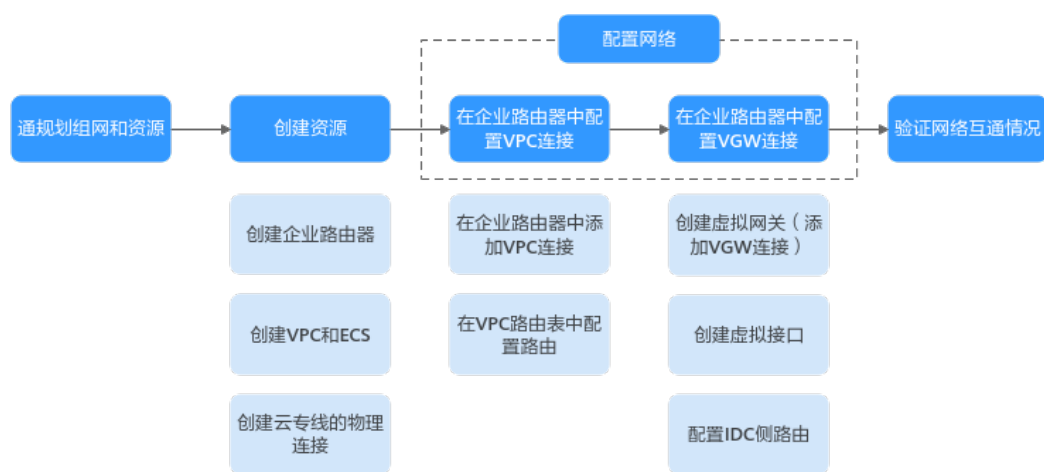 配置网络
通规划组网和资源
创建资源
在企业路由器中配
置VPC连接
在企业路由器中配
置VGW连接
验证网络互通情况
创建企业路由器
在企业路由器中添
加VPC连接
创建虚拟网关（添
加VGW连接）
创建VPC和ECS
在VPC路由表中配
置路由
创建虚拟接口
创建云专线的物理
连接
配置IDC侧路由